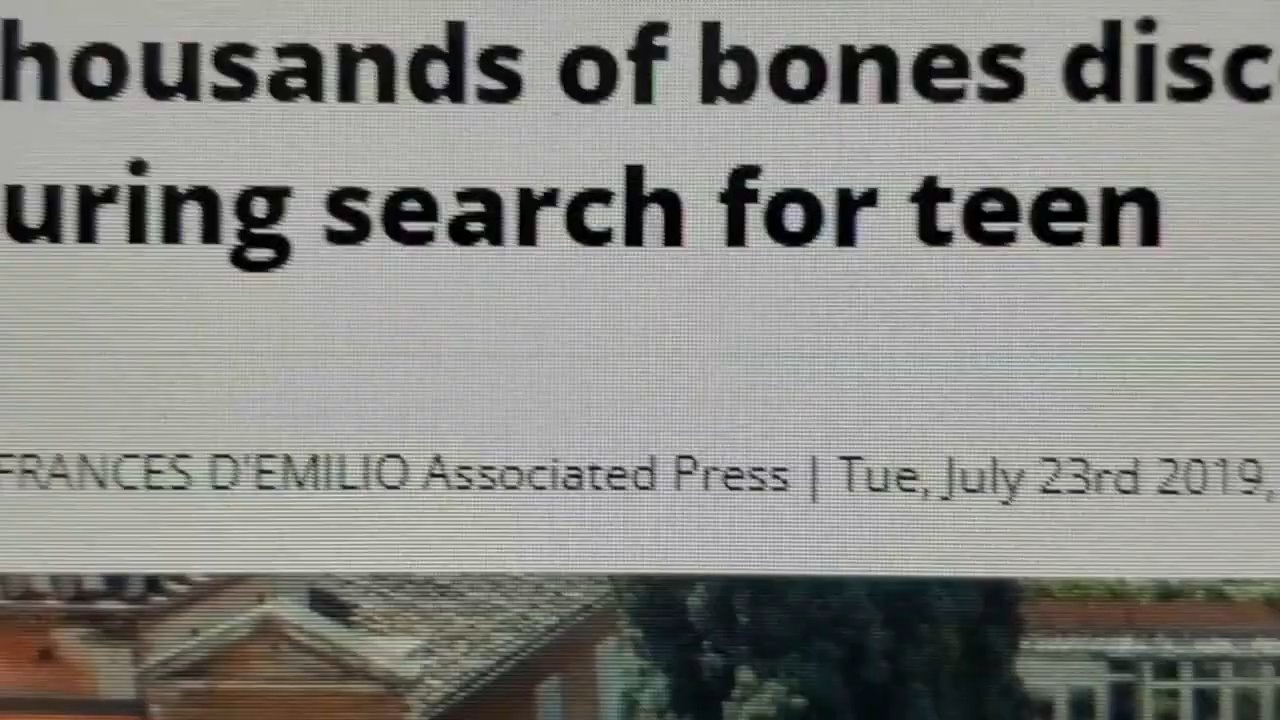 housands of bones disc
uring search for teen
FRANCES D'EMILIO Associated Press | Tue, July 23rd 2019,